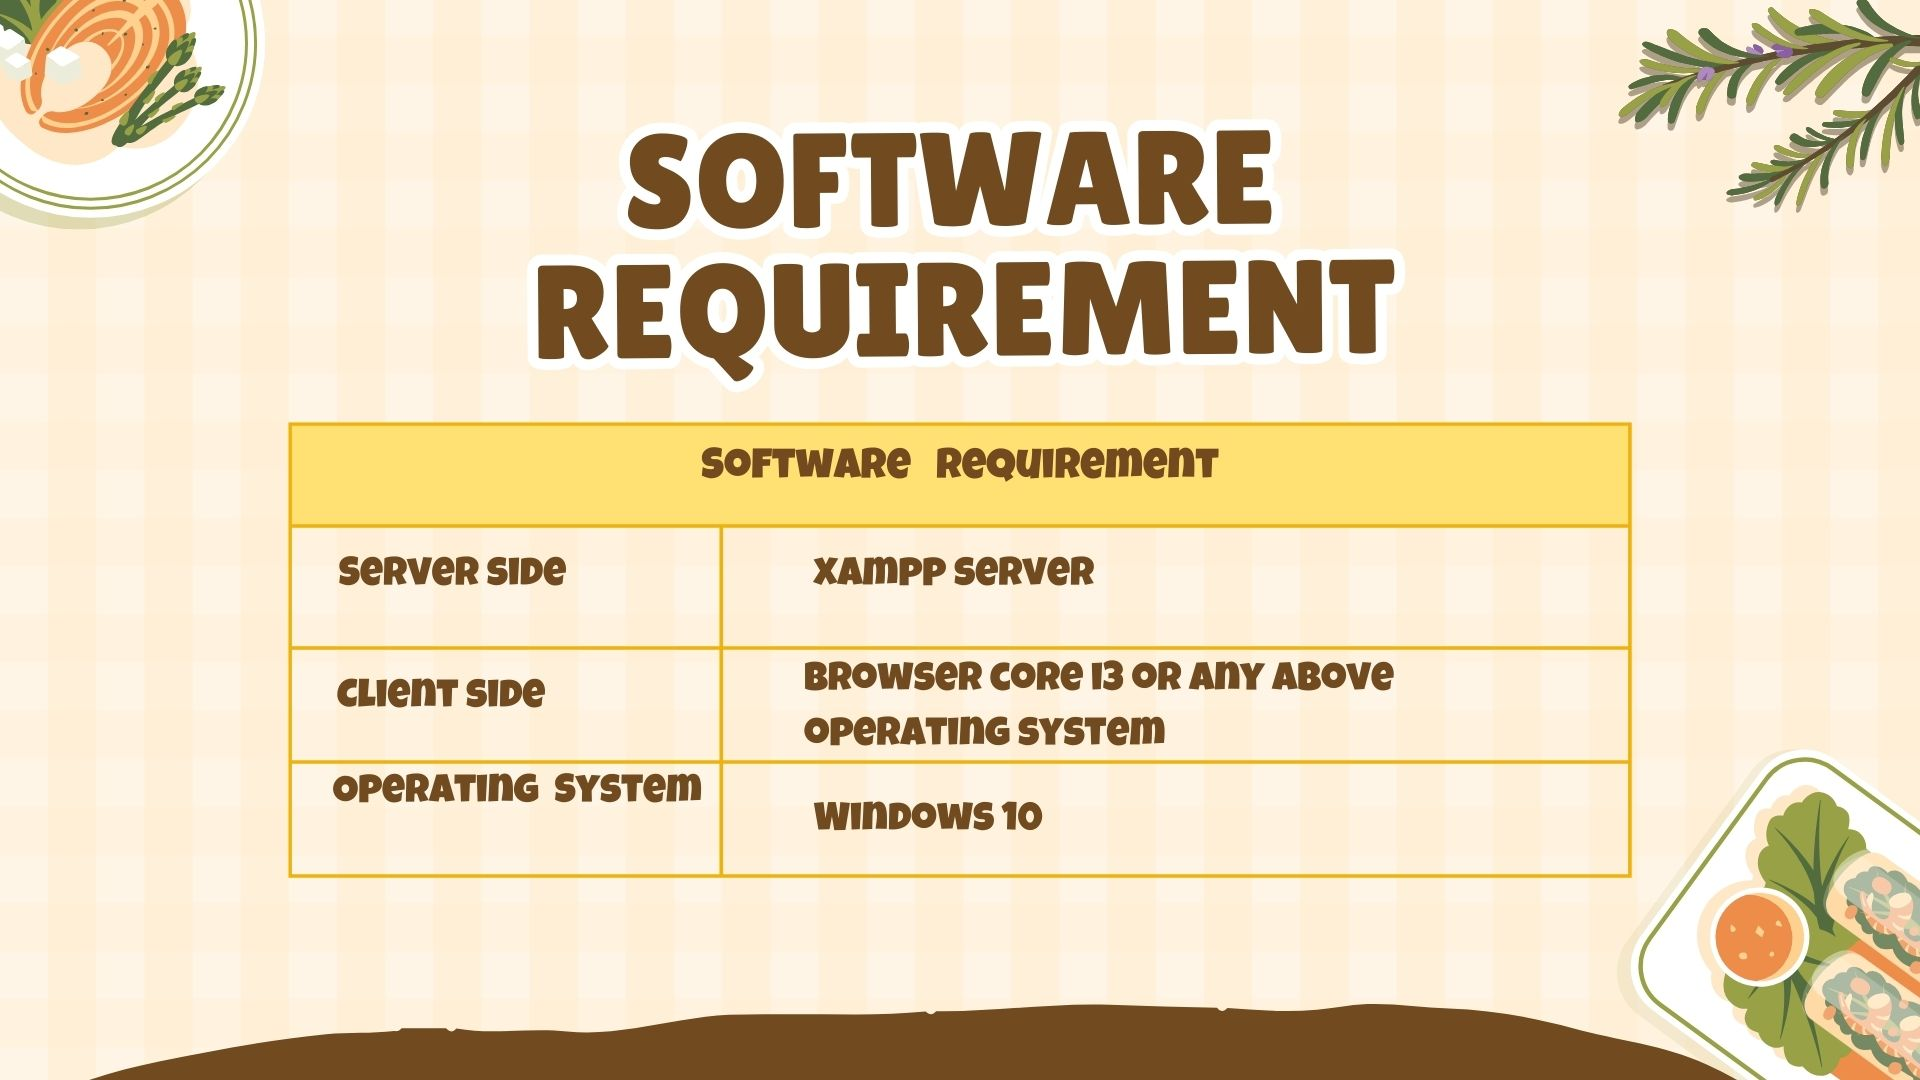 SOFTWARE
REQUIREMENT
Software Requirement
Server Side
Xampp Server
Client Side
Browser Core i3 or any above
operating system
Operating System
Windows 10